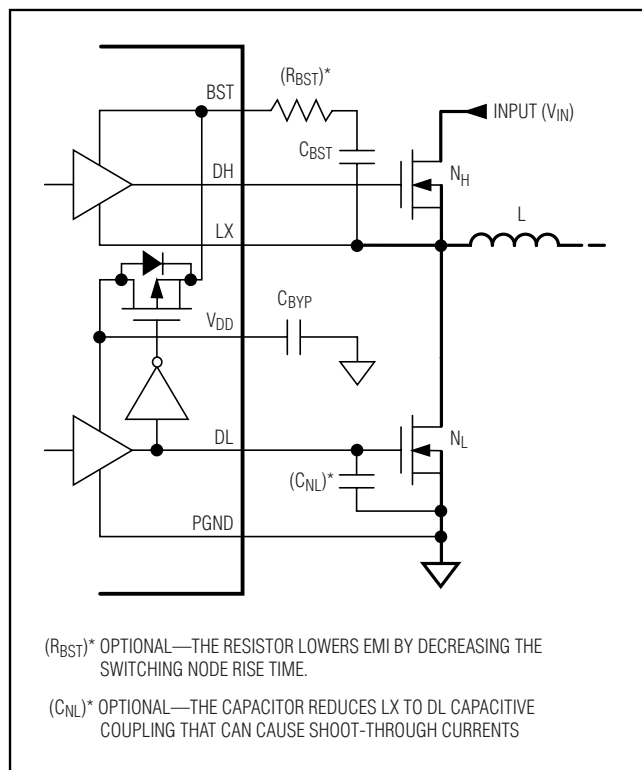 BST
(RBST)*
INPUT (VIN)
CBST
DH
NH
L
LX
CBYP
VDD
DL
NL
(CNL)*
PGND
(RBST)* OPTIONAL—THE RESISTOR LOWERS EMI BY DECREASING THE
SWITCHING NODE RISE TIME.
(CNL)* OPTIONAL—THE CAPACITOR REDUCES LX TO DL CAPACITIVE
COUPLING THAT CAN CAUSE SHOOT-THROUGH CURRENTS